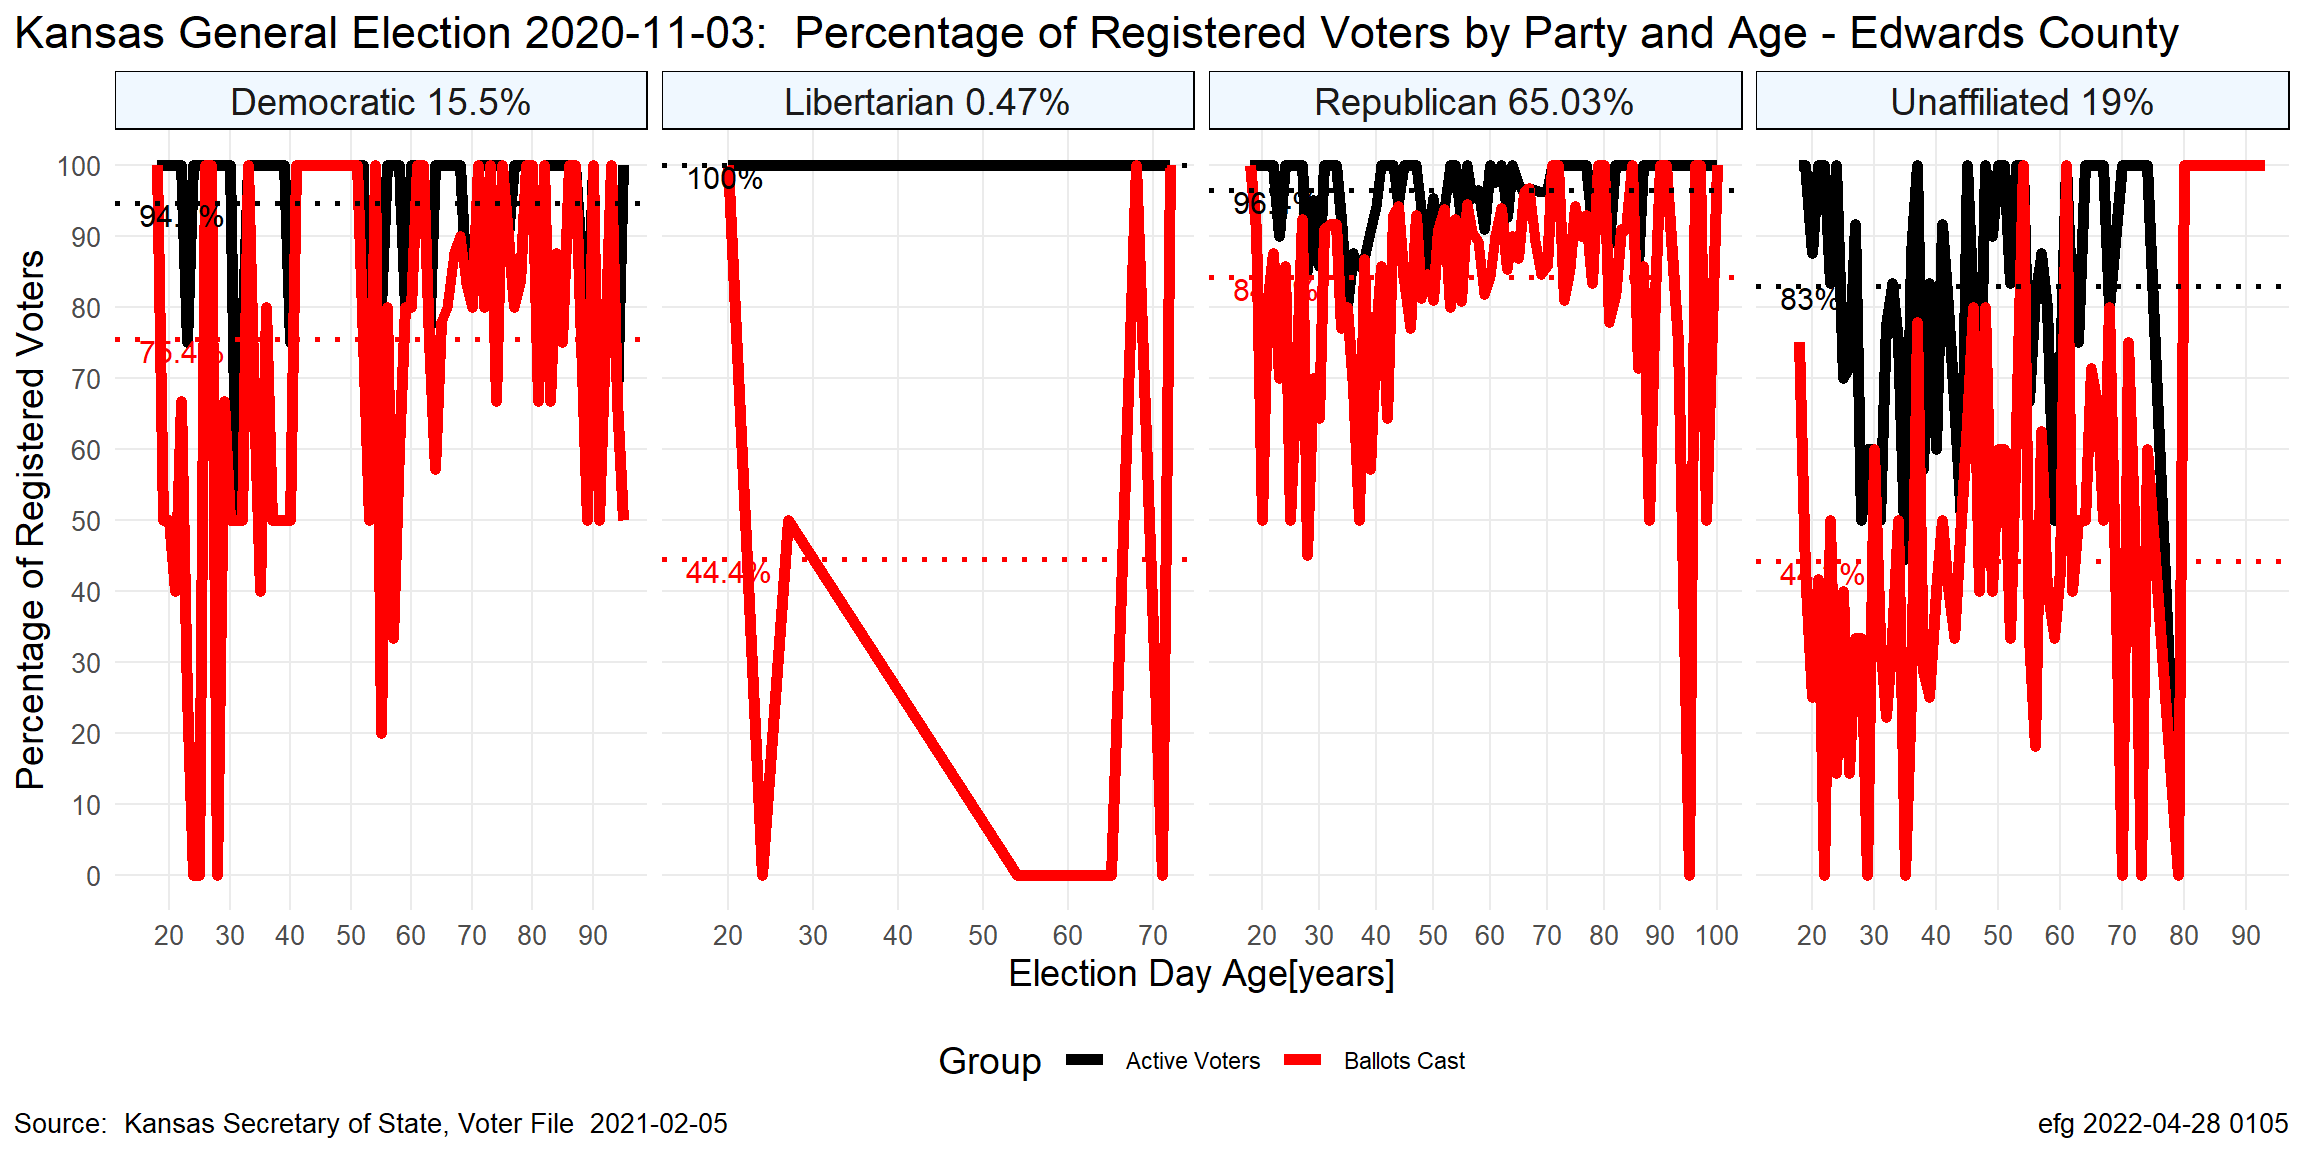 Kansas General Election 2020-11-03:  Percentage of Registered Voters by Party and Age - Edwards County
Democratic 15.5%
Libertarian 0.47%
Republican 65.03%
Unaffiliated 19%
Percentage of Registered Voters
100
90
80
70
60
50
40
30
20
10
0
75.4%
100%
44.4%
83%
20 30 40 50 60 70 80 90
20 30 40 50 60 70
20 30 40 50 60 70 80 90 100
20 30 40 50 60 70 80 90
Election Day Age[years]
Group Active Voters Ballots Cast
Source:  Kansas Secretary of State, Voter File  2021-02-05
efg 2022-04-28 0105